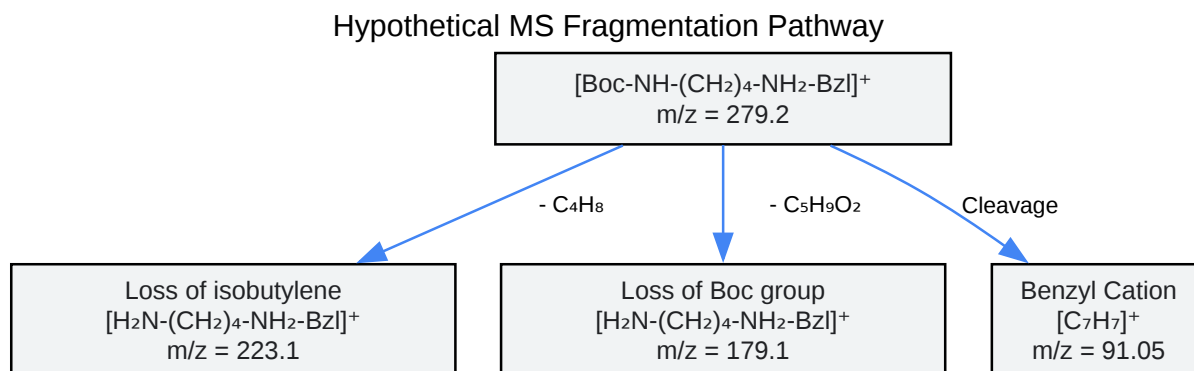 Hypothetical MS Fragmentation Pathway
[Boc-NH-(CH₂)₄-NH₂-Bzl]⁺
m/z = 279.2
- C₄H₈
- C₅H₉O₂
Cleavage
Loss of isobutylene
[H₂N-(CH₂)₄-NH₂-Bzl]⁺
m/z = 223.1
Loss of Boc group
[H₂N-(CH₂)₄-NH₂-Bzl]⁺
m/z = 179.1
Benzyl Cation
[C₇H₇]⁺
m/z = 91.05